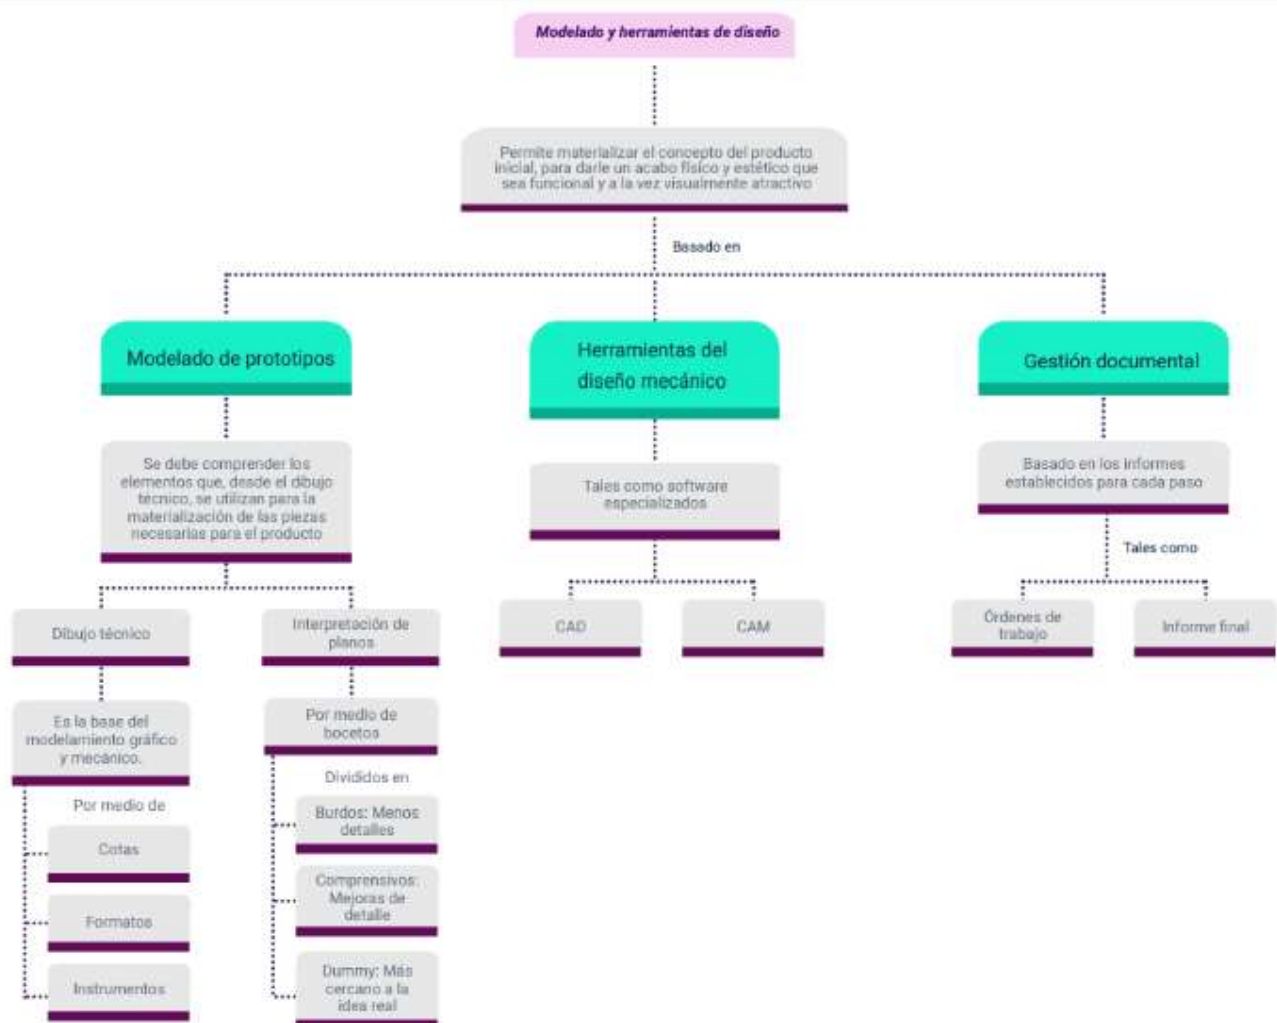 Modelado y herramientas de diseño
Permite materializar el concepto del producto
inicial, para darle un acabo físico y estético que
sea funcional y a la vez visualmente atractivo
Basado en
Modelado de prototipos
Se debe comprender los
elementos que, desde el dibujo
técnico, se utilizan para la
materialización de las piezas
necesarias para el producto
Dibujo técnico
Es la base del
modelamiento gráfico
y mecánico.
Por medio de
Cotas
Formatos
Instrumentos
Interpretación de
planos
Por medio de
bocetos
Divididos en
Burdos: Menos
detalles
Comprensivos:
Mejoras de
detalle
Dummy: Más
cercano a la
idea real
Herramientas del
diseño mecánico
Tales como software
especializados
CAD
CAM
Gestión documental
Basado en los informes
establecidos para cada paso
Tales como
Órdenes de
trabajo
Informe final